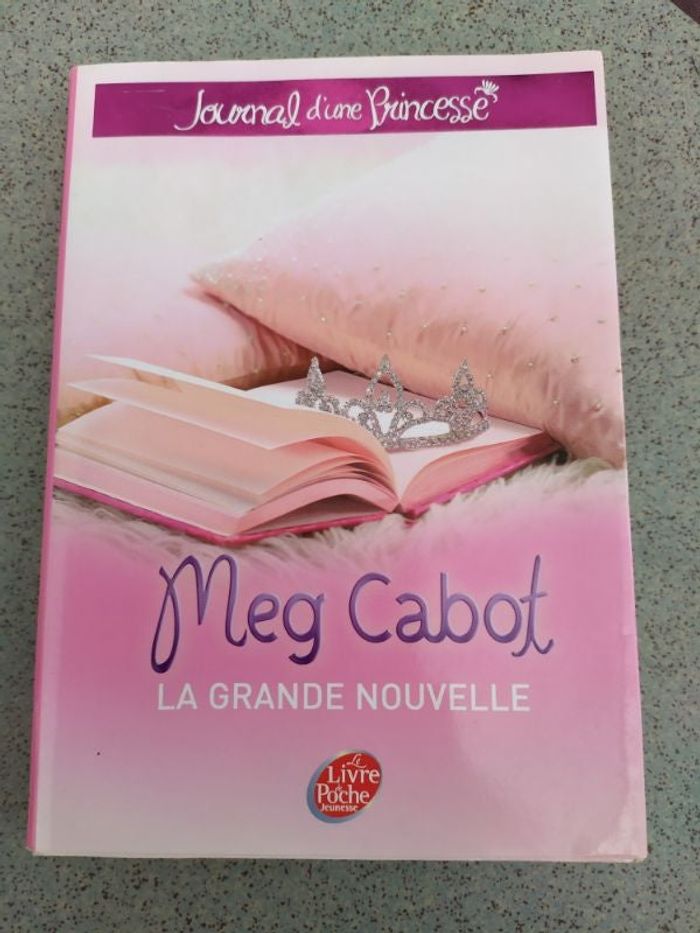 Journal d'une Princesse
Meg Cabot
LA GRANDE NOUVELLE
Le
Livre
de
Poche
Jeunesse